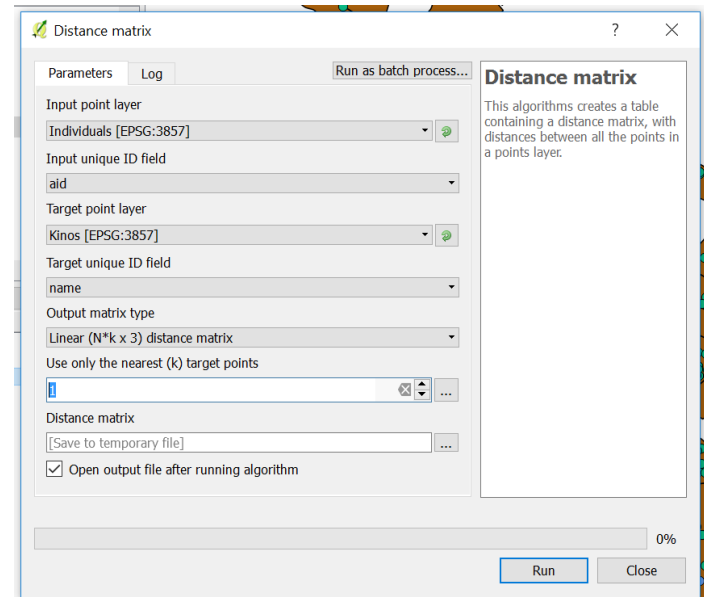 Distance matrix
?
Parameters
Log
Run as batch process...
Input point layer
Individuals [EPSG:3857]
Input unique ID field
aid
Target point layer
Kinos [EPSG:3857]
Target unique ID field
name
Output matrix type
Linear (N*k x 3) distance matrix
Use only the nearest (k) target points
1
...
Distance matrix
[Save to temporary file]
...
Open output file after running algorithm
Distance matrix
This algorithms creates a table
containing a distance matrix, with
distances between all the points in
a points layer.
0%
Run
Close